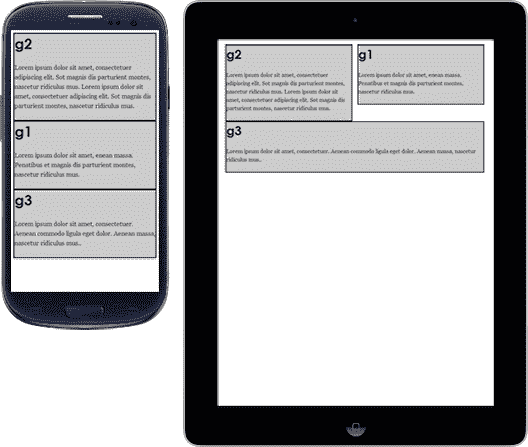 g2
Lorem ipsum dolor sit amet, consectetuer
adipiscing elit. Sot magnis dis parturient montes,
nascetur ridiculus mus. Lorem ipsum dolor sit
amet, consectetuer adipiscing elit. Sot magnis dis
parturient montes, nascetur ridiculus mus.
g1
Lorem ipsum dolor sit amet, enean massa.
Penatibus et magnis dis parturient montes,
nascetur ridiculus mus.
g3
Lorem ipsum dolor sit amet, consectetuer.
Aenean commodo ligula eget dolor. Aenean massa,
nascetur ridiculus mus..
g2
Lorem ipsum dolor sit amet, consectetuer
adipiscing elit. Sot magnis dis parturient montes,
nascetur ridiculus mus. Lorem ipsum dolor sit
amet, consectetuer adipiscing elit. Sot magnis dis
parturient montes, nascetur ridiculus mus.
g1
Lorem ipsum dolor sit amet, enean massa.
Penatibus et magnis dis parturient montes,
nascetur ridiculus mus.
g3
Lorem ipsum dolor sit amet, consectetuer. Aenean commodo ligula eget dolor. Aenean massa, nascetur
ridiculus mus..